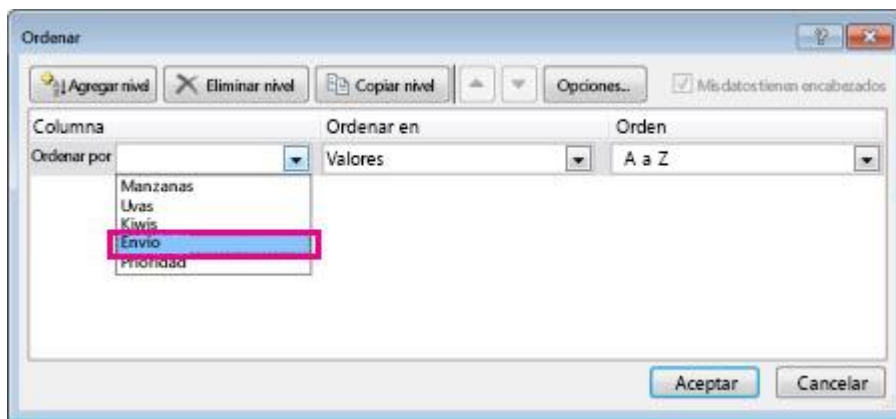 Ordenar
Agregar nivel Eliminar nivel Copiar nivel Opciones... Mis datos tienen encabezados
Columna Ordenar en Orden
Ordenar por Valores A a Z
Manzanas
Uvas
Kiwis
Envío
Prioridad
Aceptar Cancelar